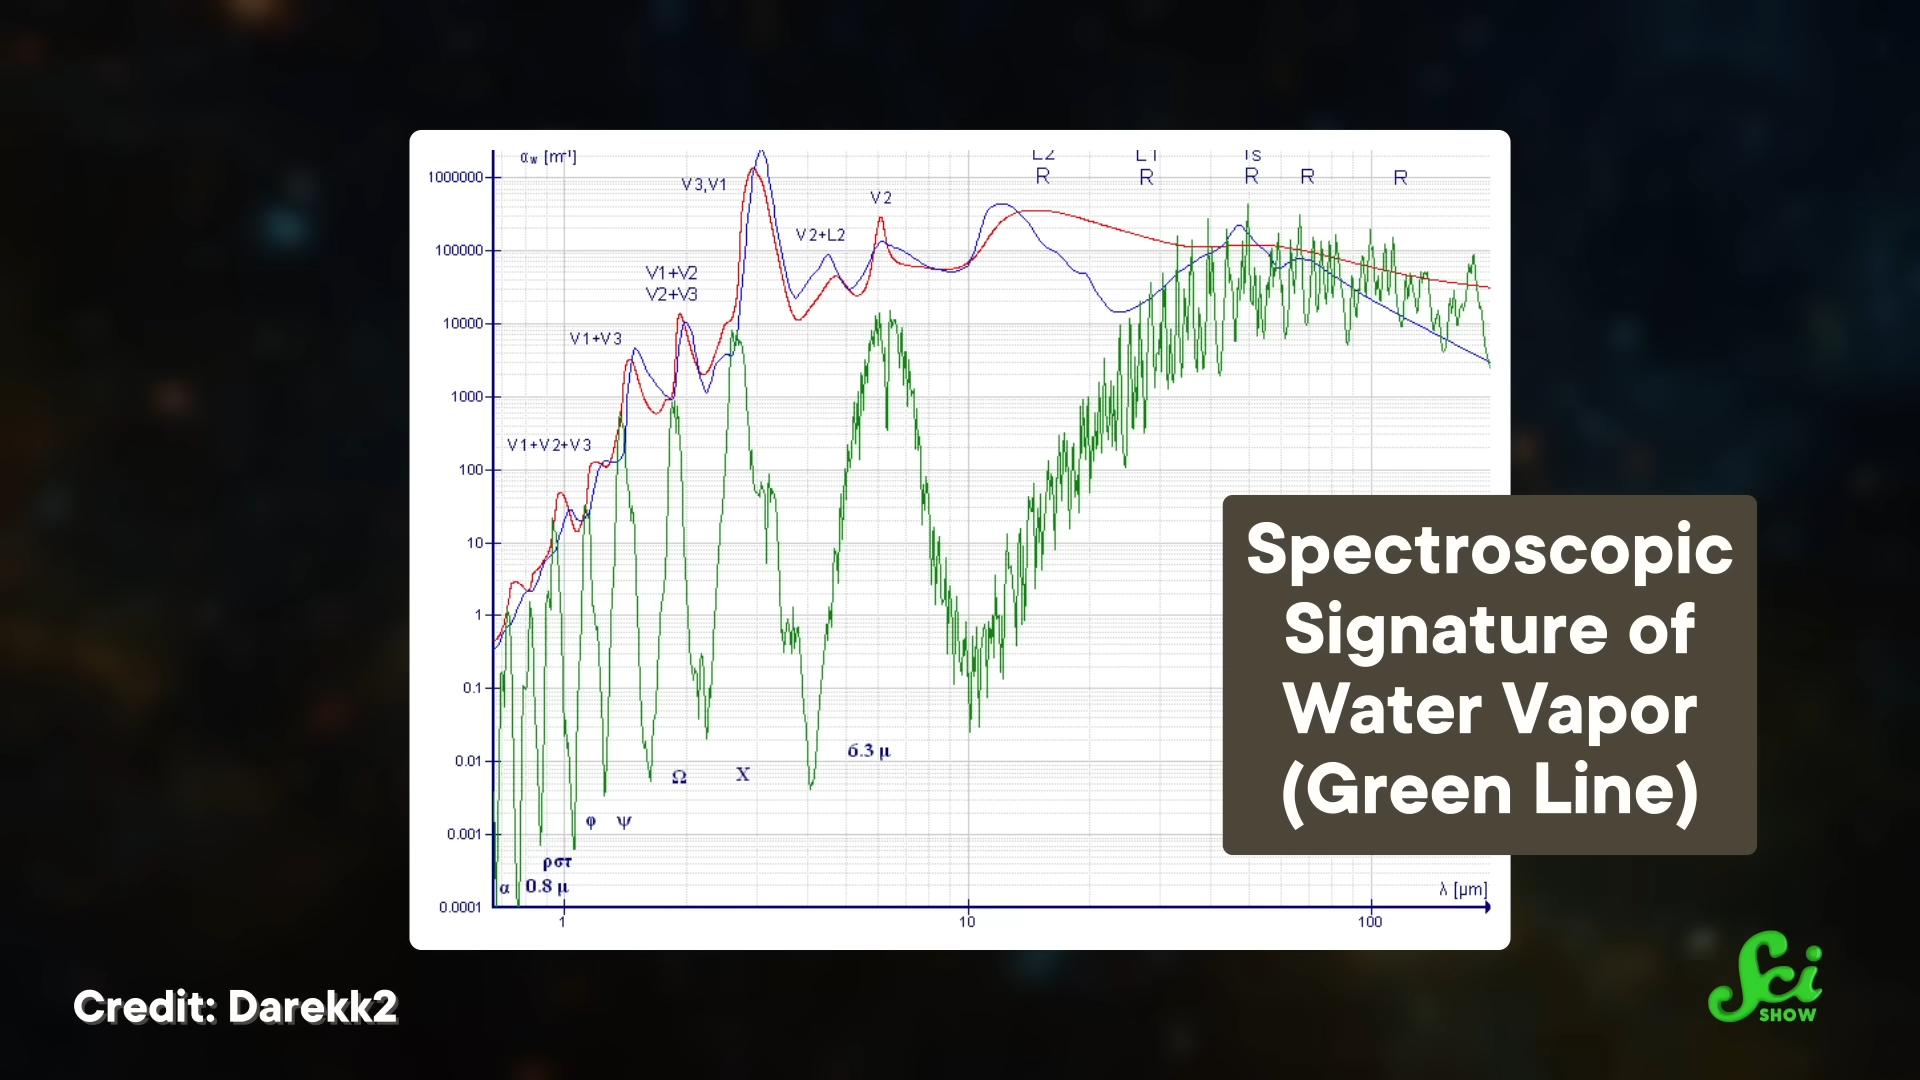 αw [m⁻¹]
L2
L1
Ts
1000000
V3,V1
R
R
R
R
R
V2
V2+L2
100000
V1+V2
V2+V3
10000
V1+V3
1000
V1+V2+V3
100
10
1
0.1
0.01
6.3 μ
Ω
X
φ
ψ
0.001
ρστ
α
0.8 μ
λ [μm]
0.0001
1
10
100
Spectroscopic
Signature of
Water Vapor
(Green Line)
Credit: Darekk2
Sci
SHOW